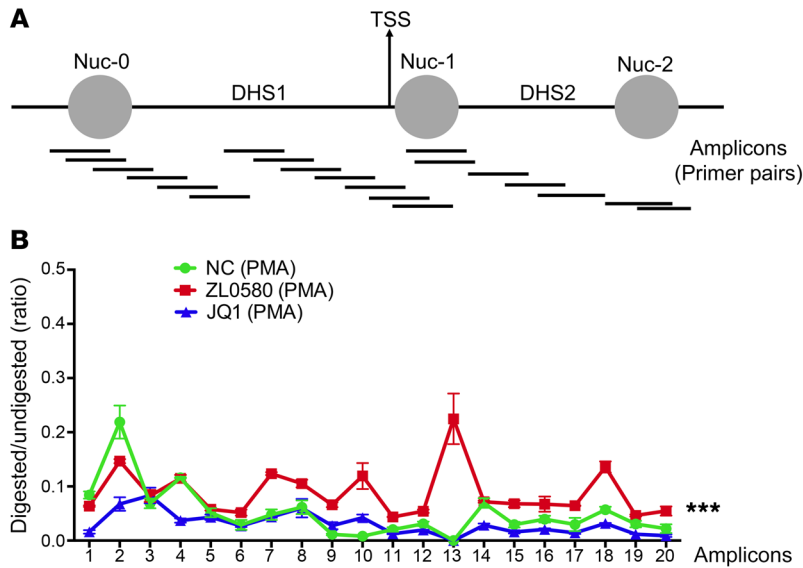 A
TSS
Nuc-0
Nuc-1
Nuc-2
DHS1
DHS2
Amplicons
(Primer pairs)
B
NC (PMA)
ZL0580 (PMA)
JQ1 (PMA)
Digested/undigested (ratio)
0.5
0.4
0.3
0.2
0.1
0.0
***
1 2 3 4 5 6 7 8 9 10 11 12 13 14 15 16 17 18 19 20 Amplicons